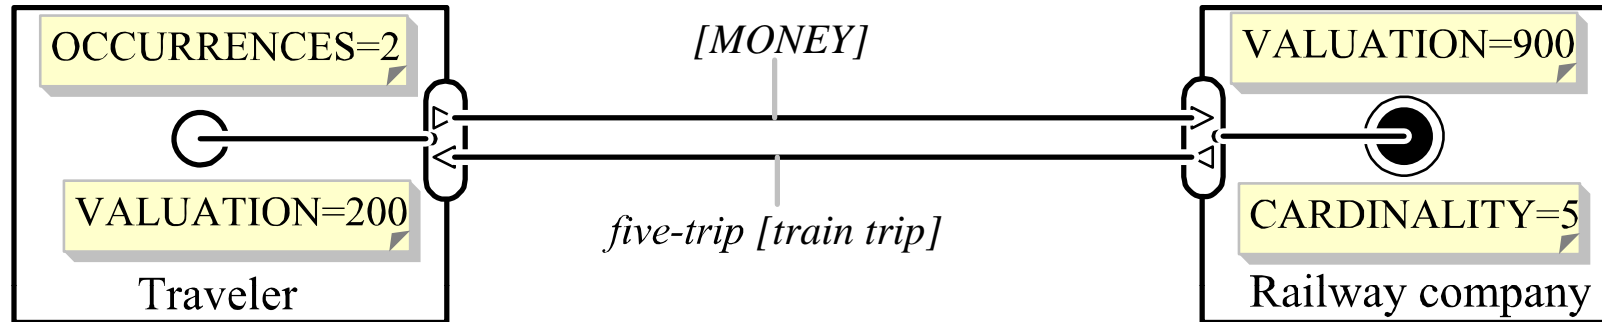 OCCURRENCES=2
[MONEY]
VALUATION=900
VALUATION=200
five-trip [train trip]
CARDINALITY=5
Traveler
Railway company